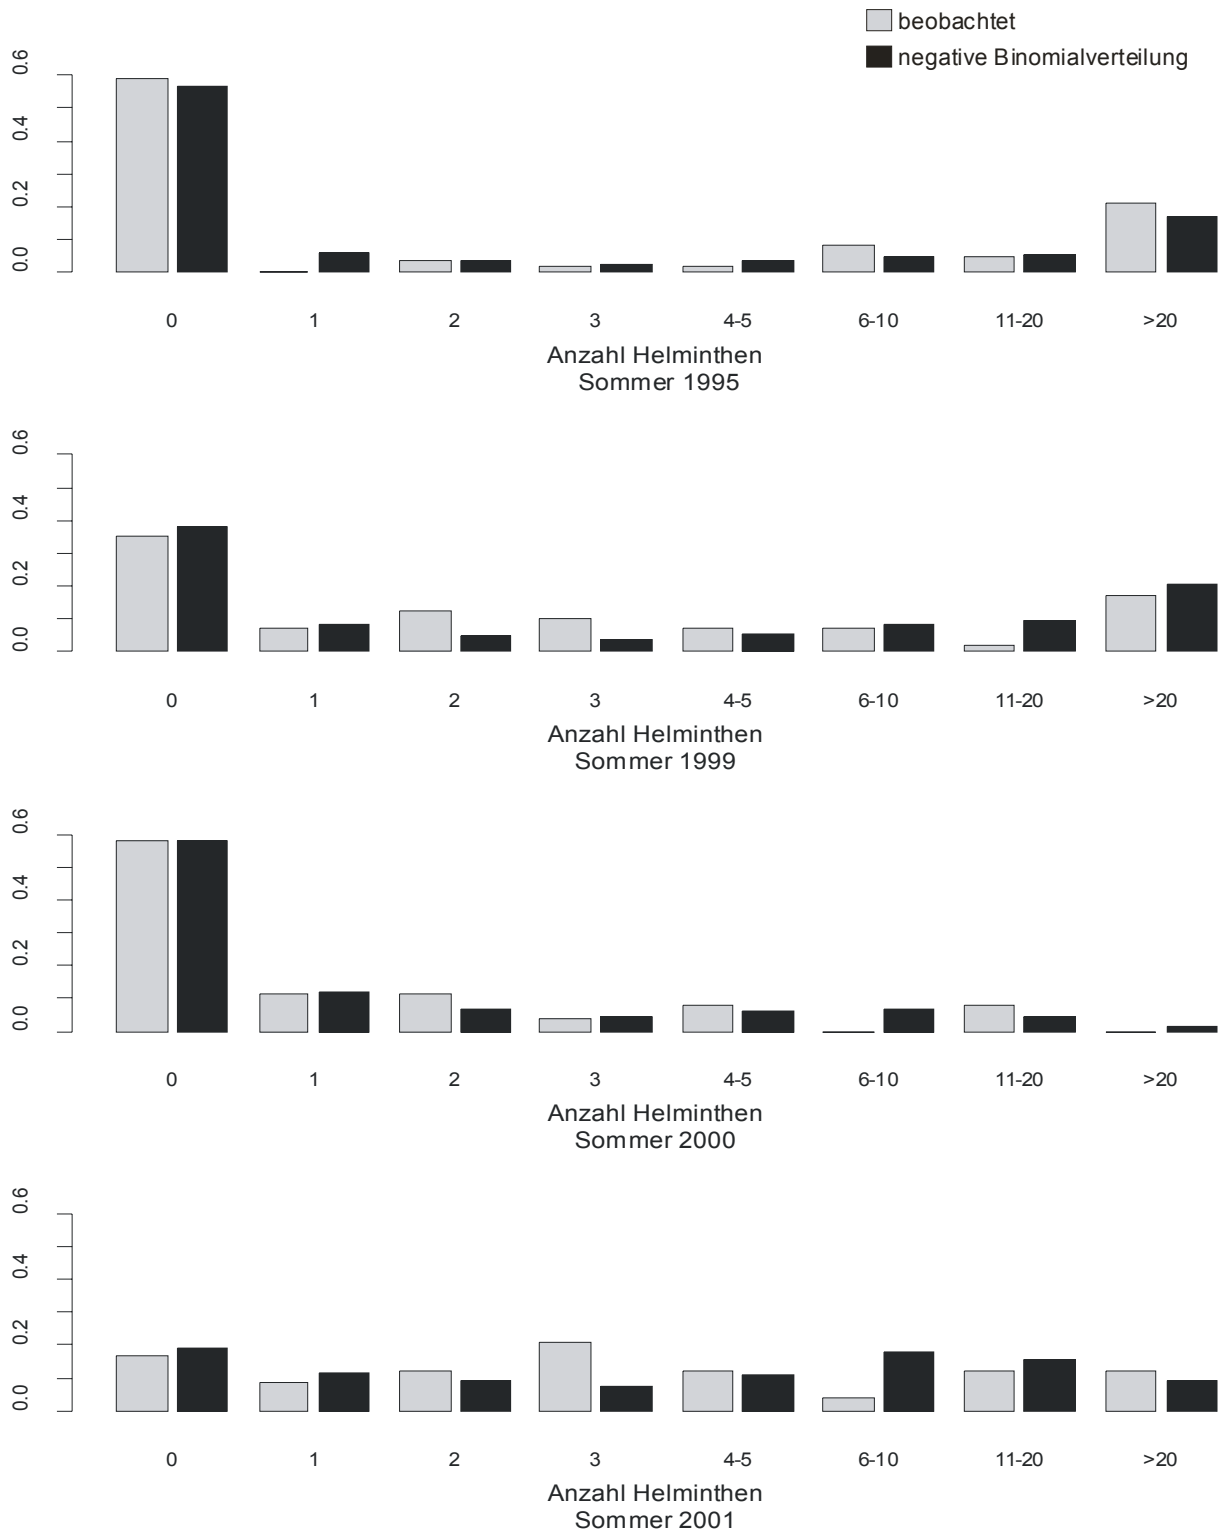 beobachtet
negative Binomialverteilung
0.6
0.4
0.2
0.0
0 1 2 3 4-5 6-10 11-20 >20
Anzahl Helminthen
Sommer 1995
0.6
0.4
0.2
0.0
0 1 2 3 4-5 6-10 11-20 >20
Anzahl Helminthen
Sommer 1999
0.6
0.4
0.2
0.0
0 1 2 3 4-5 6-10 11-20 >20
Anzahl Helminthen
Sommer 2000
0.6
0.4
0.2
0.0
0 1 2 3 4-5 6-10 11-20 >20
Anzahl Helminthen
Sommer 2001